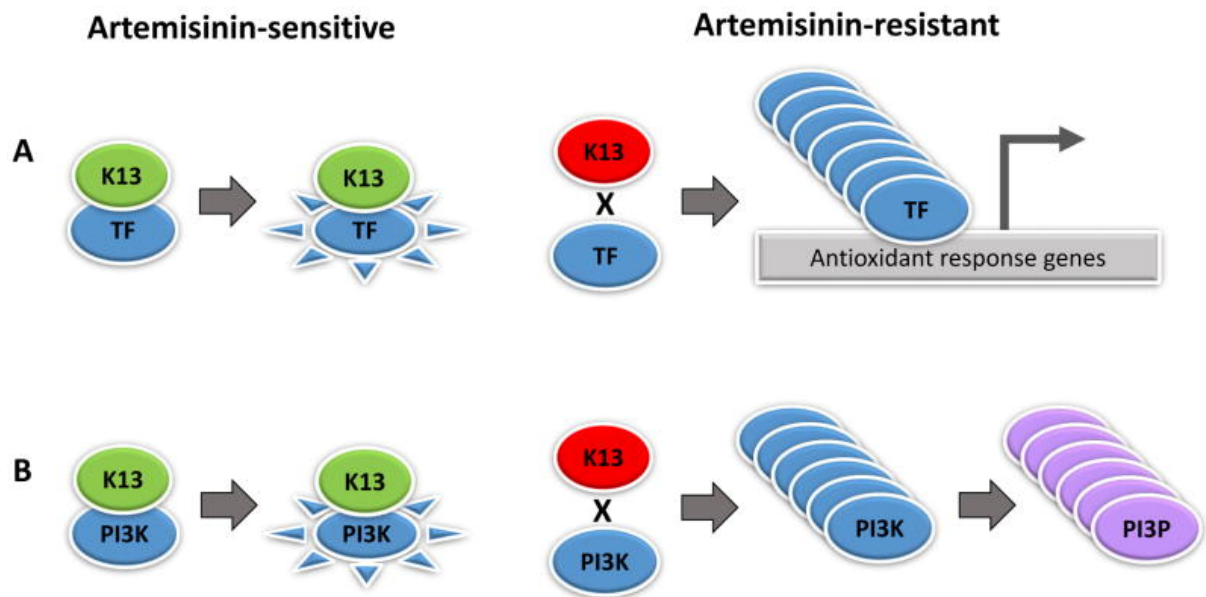 Artemisinin-sensitive
Artemisinin-resistant
A
K13
TF
K13
TF
K13
X
TF
TF
Antioxidant response genes
B
K13
PI3K
K13
PI3K
K13
X
PI3K
PI3K
PI3P